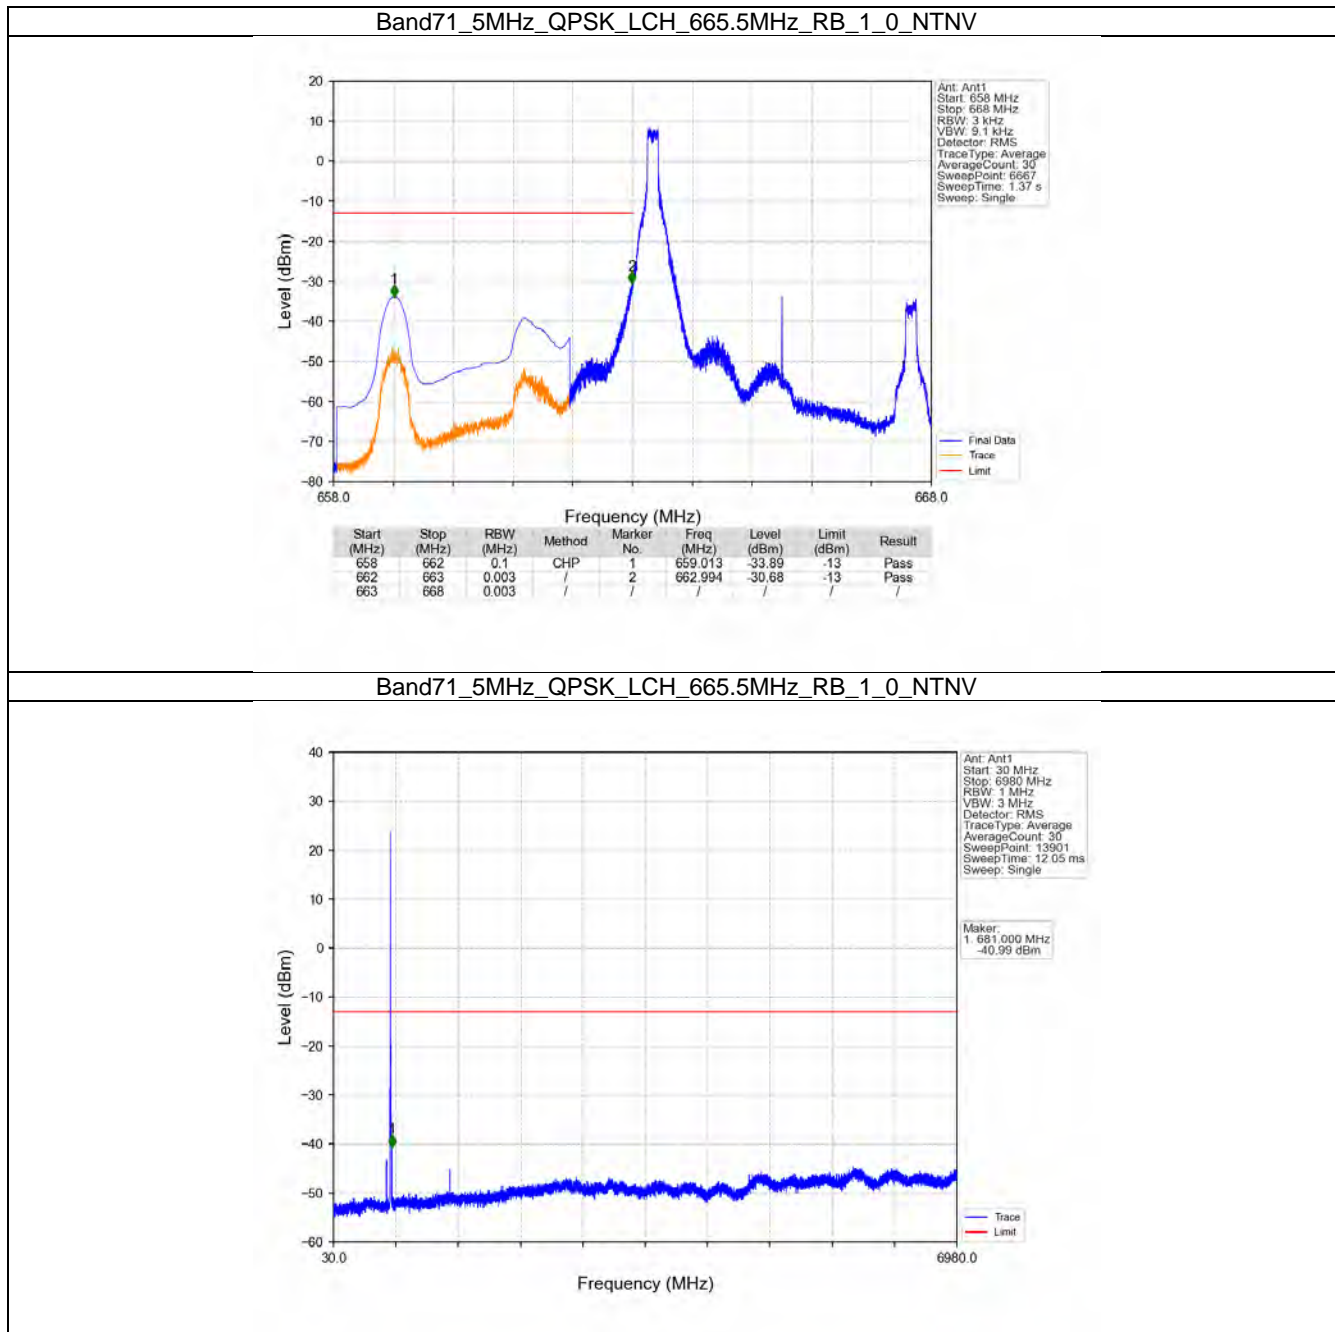 Band71_5MHz_QPSK_LCH_665.5MHz_RB_1_0_NTNV
20
10
0
−10
−20
−30
−40
−50
−60
−70
−80
Level (dBm)
1
2
658.0
668.0
Frequency (MHz)
Ant: Ant1
Start: 658 MHz
Stop: 668 MHz
RBW: 3 kHz
VBW: 9.1 kHz
Detector: RMS
TraceType: Average
AverageCount: 30
SweepPoint: 6667
SweepTime: 1.37 s
Sweep: Single
Final Data
Trace
Limit
Start (MHz) Stop (MHz) RBW (MHz) Method Marker No. Freq (MHz) Level (dBm) Limit (dBm) Result
658 662 0.1 CHP 1 659.013 -33.89 -13 Pass
662 663 0.003 / 2 662.994 -30.68 -13 Pass
663 668 0.003 / / / / / /
Band71_5MHz_QPSK_LCH_665.5MHz_RB_1_0_NTNV
40
30
20
10
0
−10
−20
−30
−40
−50
−60
Level (dBm)
1
30.0
6980.0
Frequency (MHz)
Ant: Ant1
Start: 30 MHz
Stop: 6980 MHz
RBW: 1 MHz
VBW: 3 MHz
Detector: RMS
TraceType: Average
AverageCount: 30
SweepPoint: 13901
SweepTime: 12.05 ms
Sweep: Single
Maker:
1. 681.000 MHz
-40.99 dBm
Trace
Limit